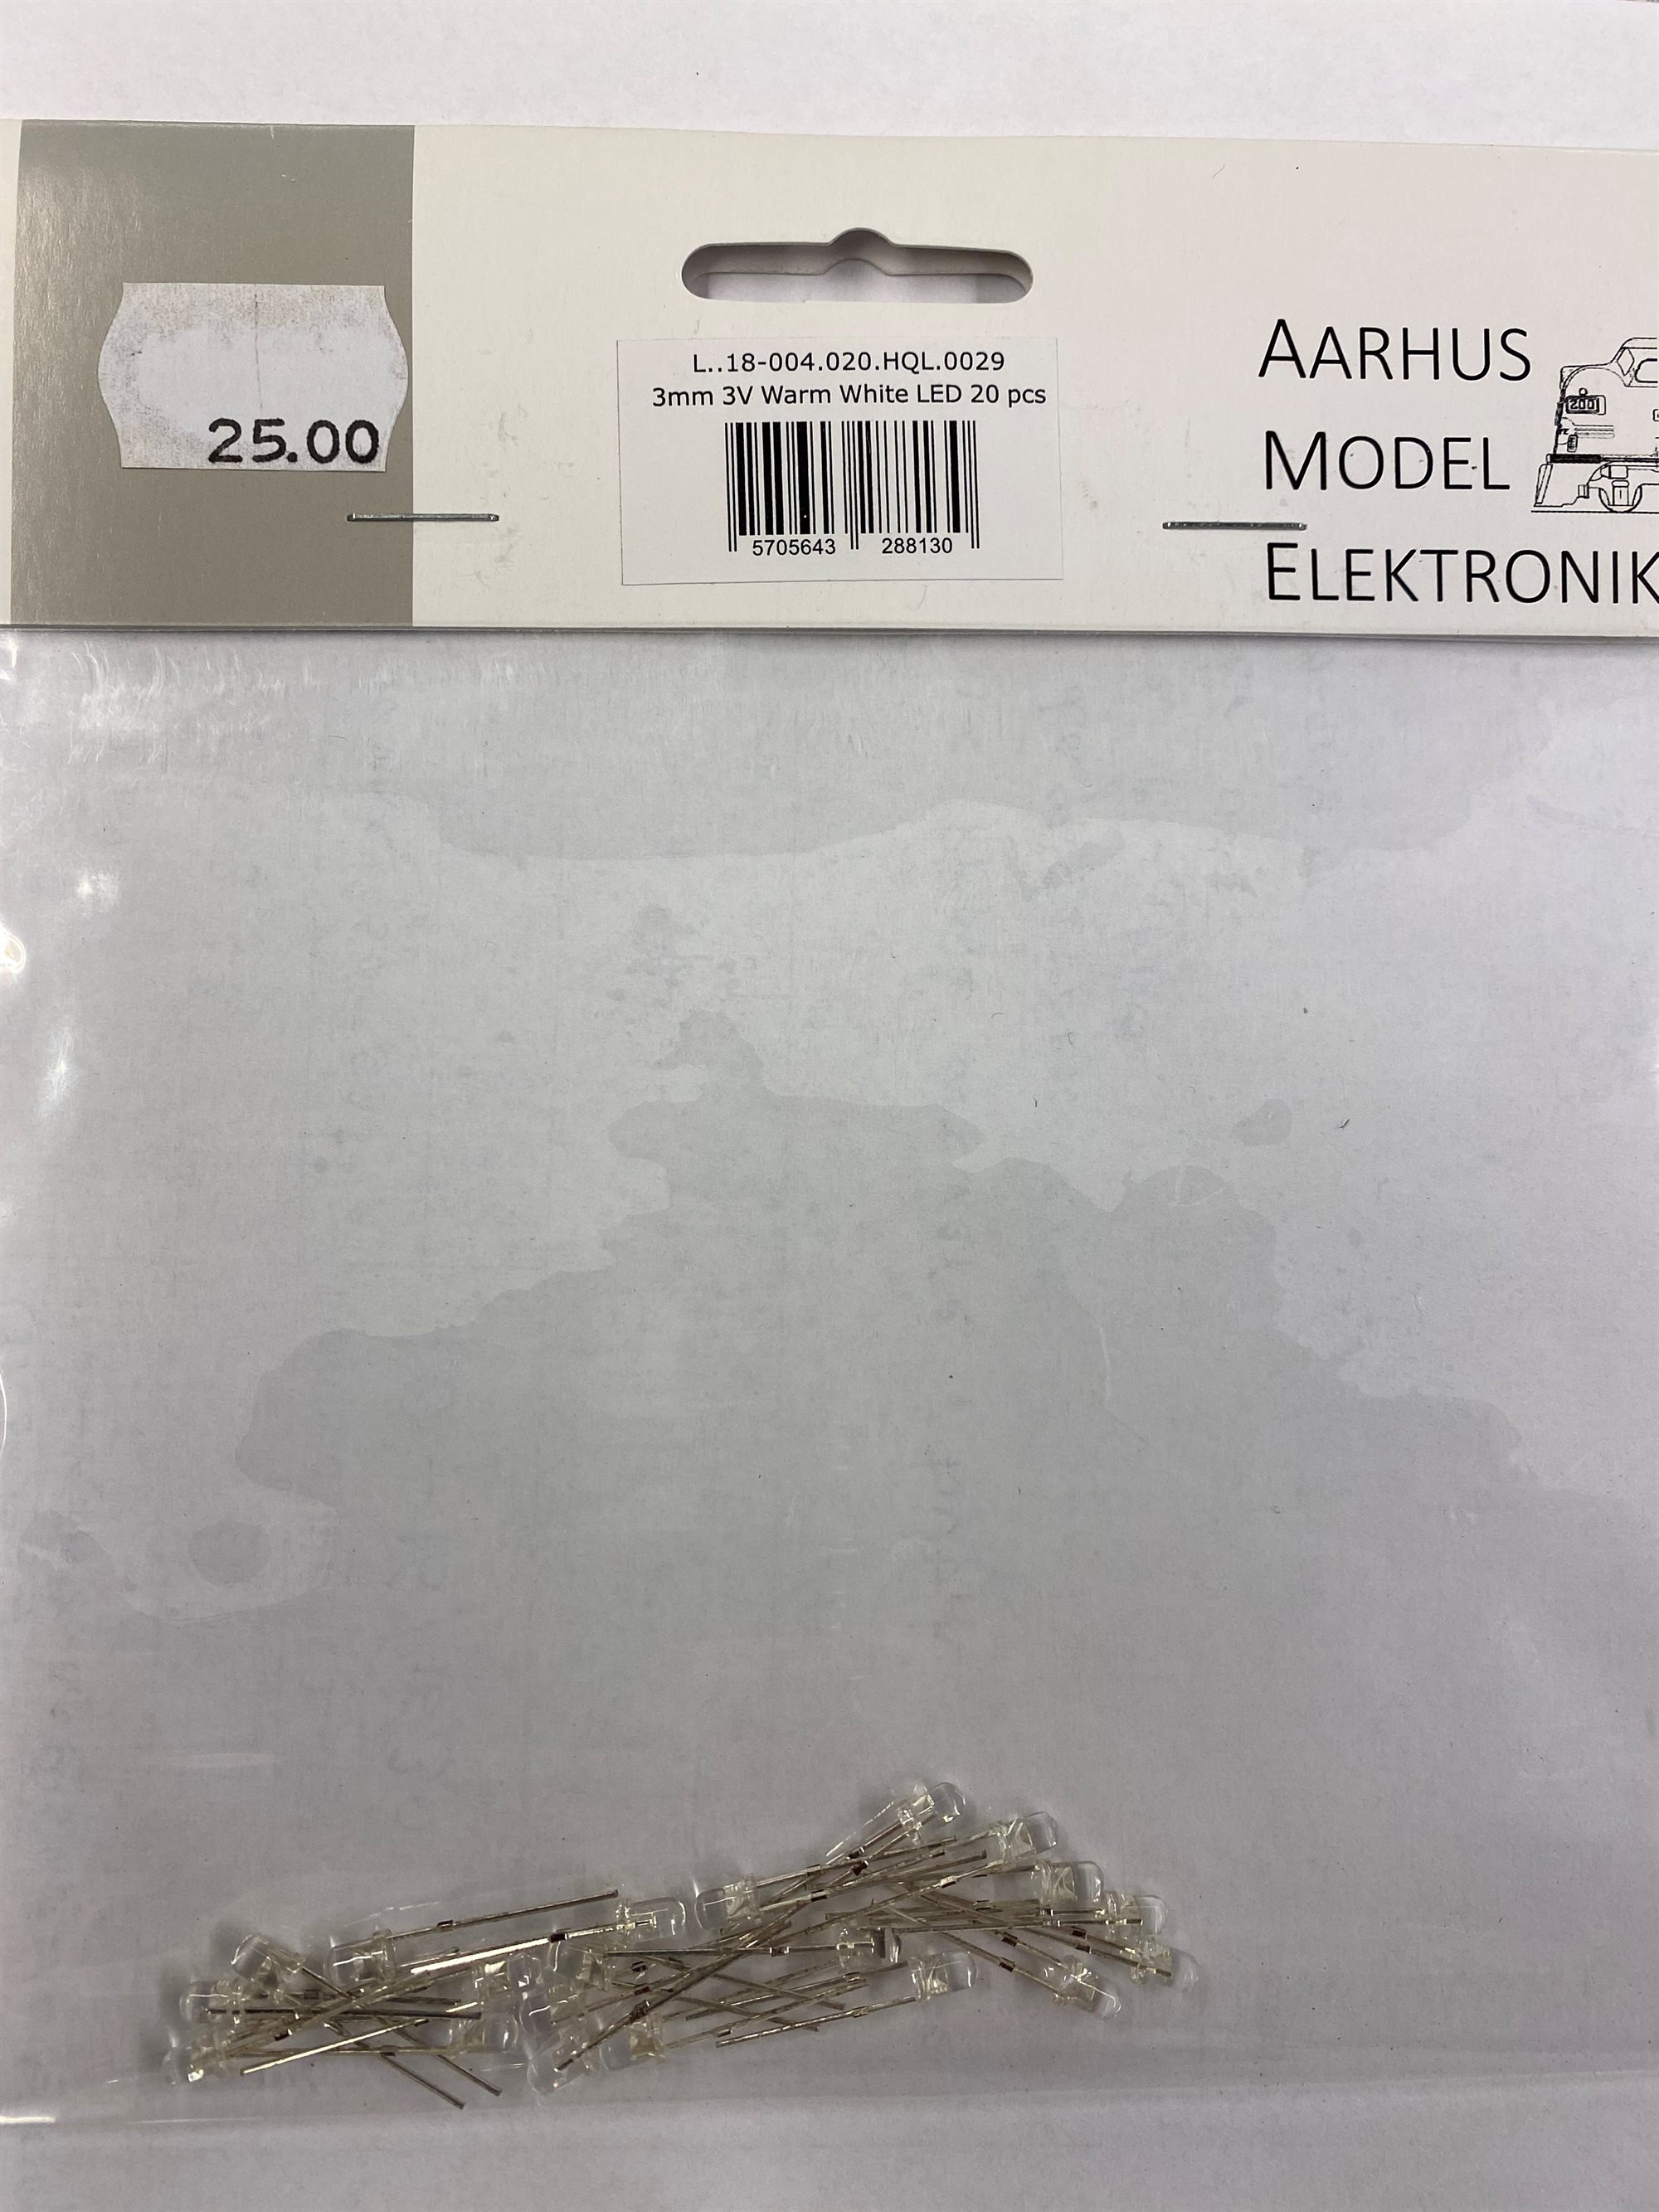 25.00
L..18-004.020.HQL.0029
3mm 3V Warm White LED 20 pcs
5705643 288130
AARHUS
MODEL
ELEKTRONIK